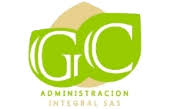 GC
ADMINISTRACION
INTEGRAL SAS